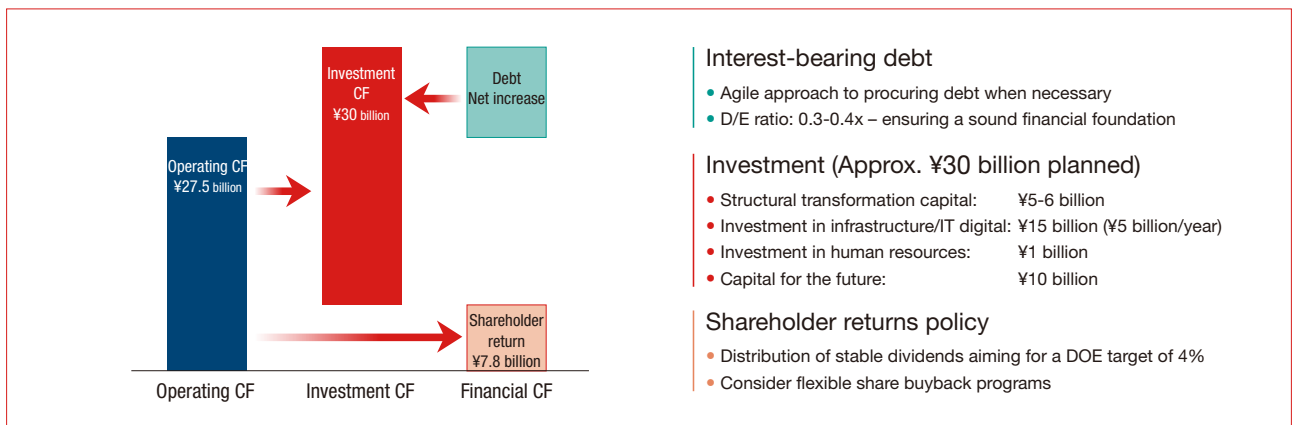 Investment
CF
¥30 billion
Debt
Net increase
Operating CF
¥27.5 billion
Shareholder
return
¥7.8 billion
Operating CF
Investment CF
Financial CF
Interest-bearing debt
• Agile approach to procuring debt when necessary
• D/E ratio: 0.3-0.4x – ensuring a sound financial foundation
Investment (Approx. ¥30 billion planned)
• Structural transformation capital: ¥5-6 billion
• Investment in infrastructure/IT digital: ¥15 billion (¥5 billion/year)
• Investment in human resources: ¥1 billion
• Capital for the future: ¥10 billion
Shareholder returns policy
• Distribution of stable dividends aiming for a DOE target of 4%
• Consider flexible share buyback programs